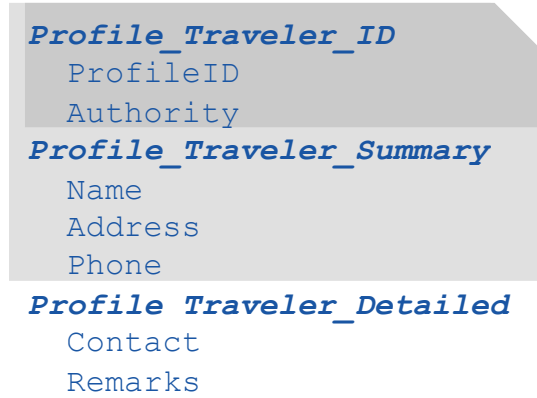 Profile_Traveler_ID
ProfileID
Authority
Profile_Traveler_Summary
Name
Address
Phone
Profile Traveler_Detailed
Contact
Remarks